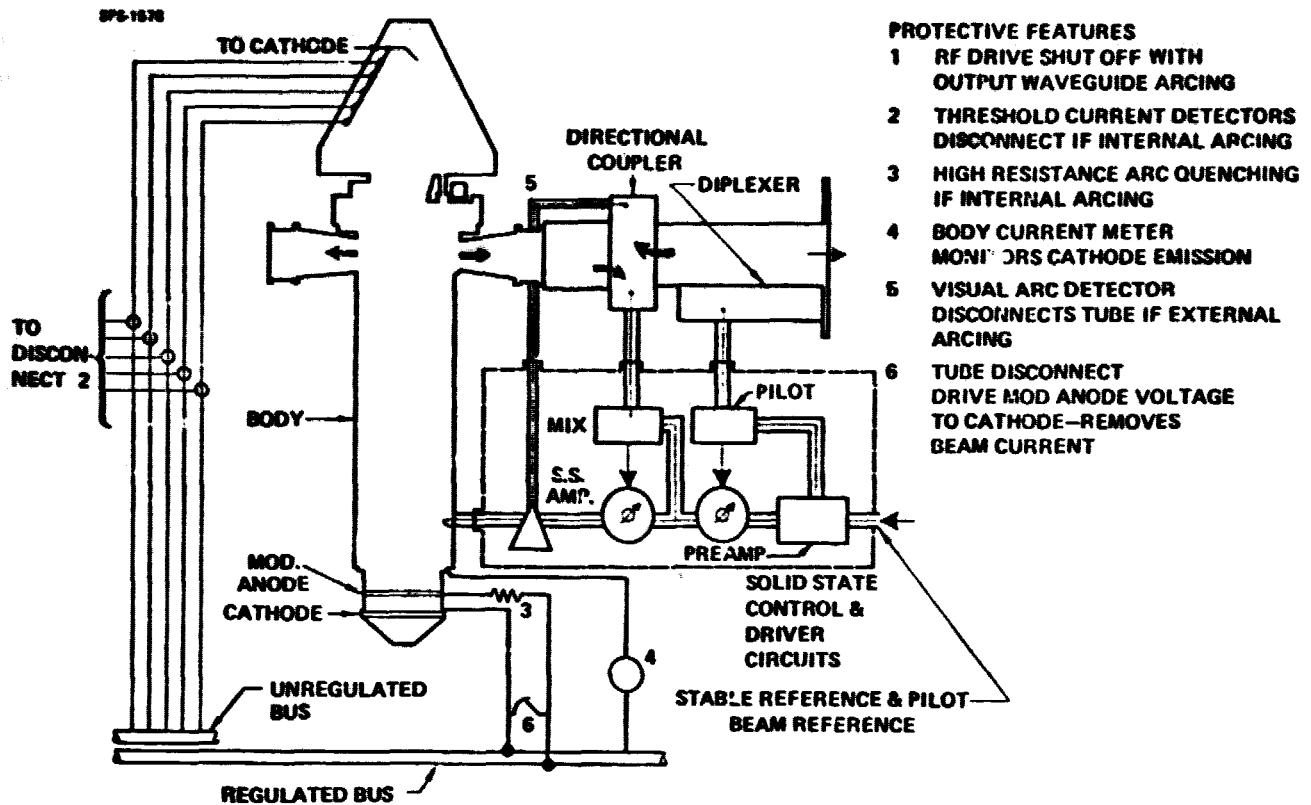 SPS-1576
TO CATHODE
DIRECTIONAL
COUPLER
DIPLEXER
5
TO
DISCON-
NECT 2
BODY
MIX
PILOT
S.S.
AMP.
PREAMP
MOD.
ANODE
CATHODE
3
4
6
SOLID STATE
CONTROL &
DRIVER
CIRCUITS
STABLE REFERENCE & PILOT
BEAM REFERENCE
UNREGULATED
BUS
REGULATED BUS
PROTECTIVE FEATURES
1 RF DRIVE SHUT OFF WITH
OUTPUT WAVEGUIDE ARCING
2 THRESHOLD CURRENT DETECTORS
DISCONNECT IF INTERNAL ARCING
3 HIGH RESISTANCE ARC QUENCHING
IF INTERNAL ARCING
4 BODY CURRENT METER
MONITORS CATHODE EMISSION
5 VISUAL ARC DETECTOR
DISCONNECTS TUBE IF EXTERNAL
ARCING
6 TUBE DISCONNECT
DRIVE MOD ANODE VOLTAGE
TO CATHODE—REMOVES
BEAM CURRENT